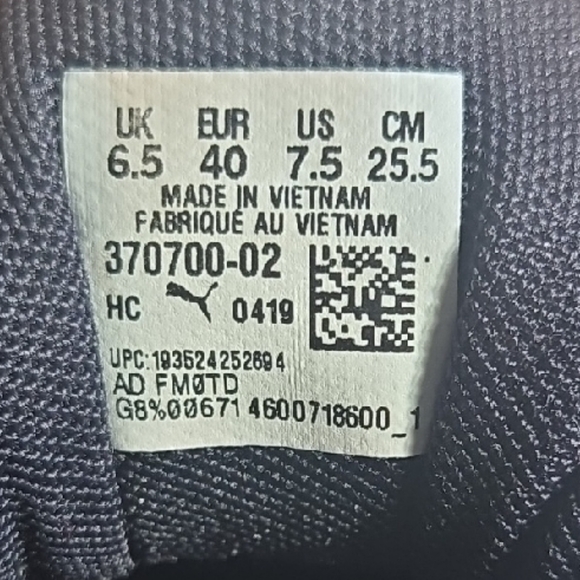 UK EUR US CM
6.5 40 7.5 25.5
MADE IN VIETNAM
FABRIQUÉ AU VIETNAM
370700-02
HC 0419
UPC:193524252694
AD FM0TD
G8%00671 4600718600_1